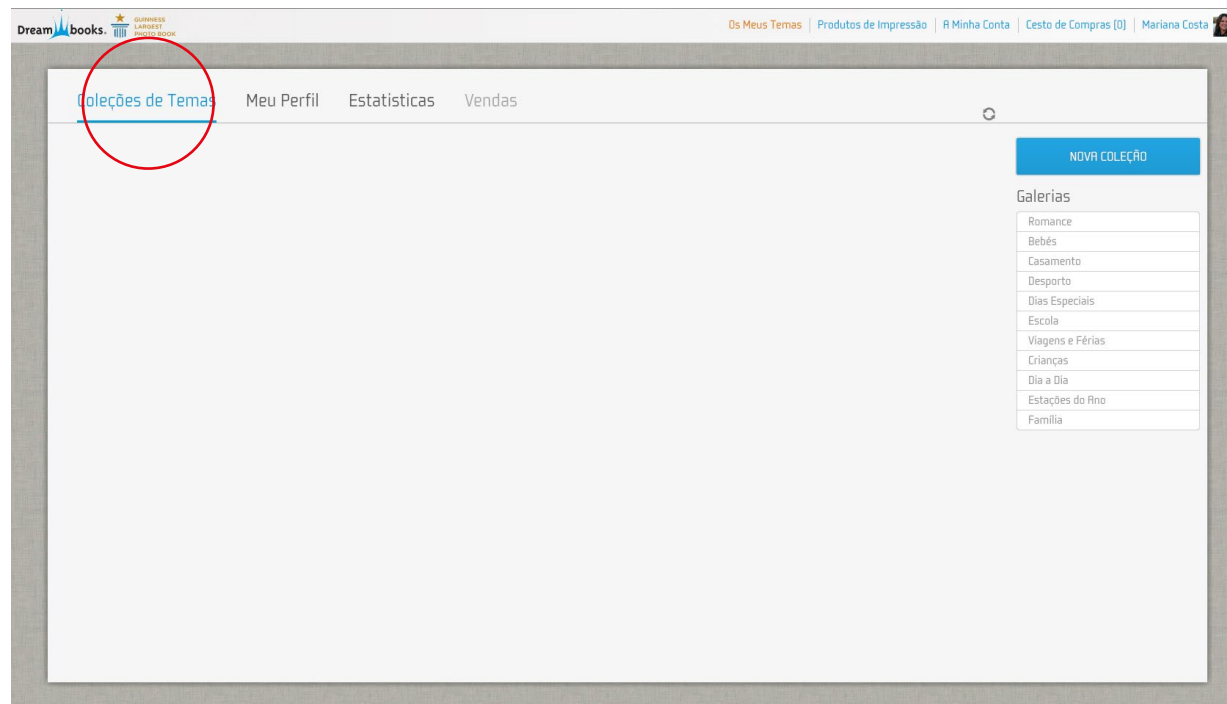 Dream books.
GUINNESS
LARGEST
PHOTO BOOK
Os Meus Temas | Produtos de Impressão | A Minha Conta | Cesto de Compras (0) | Mariana Costa
Coleções de Temas Meu Perfil Estatisticas Vendas
NOVA COLEÇÃO
Galerias
Romance
Bebés
Casamento
Desporto
Dias Especiais
Escola
Viagens e Férias
Crianças
Dia a Dia
Estações do Ano
Família